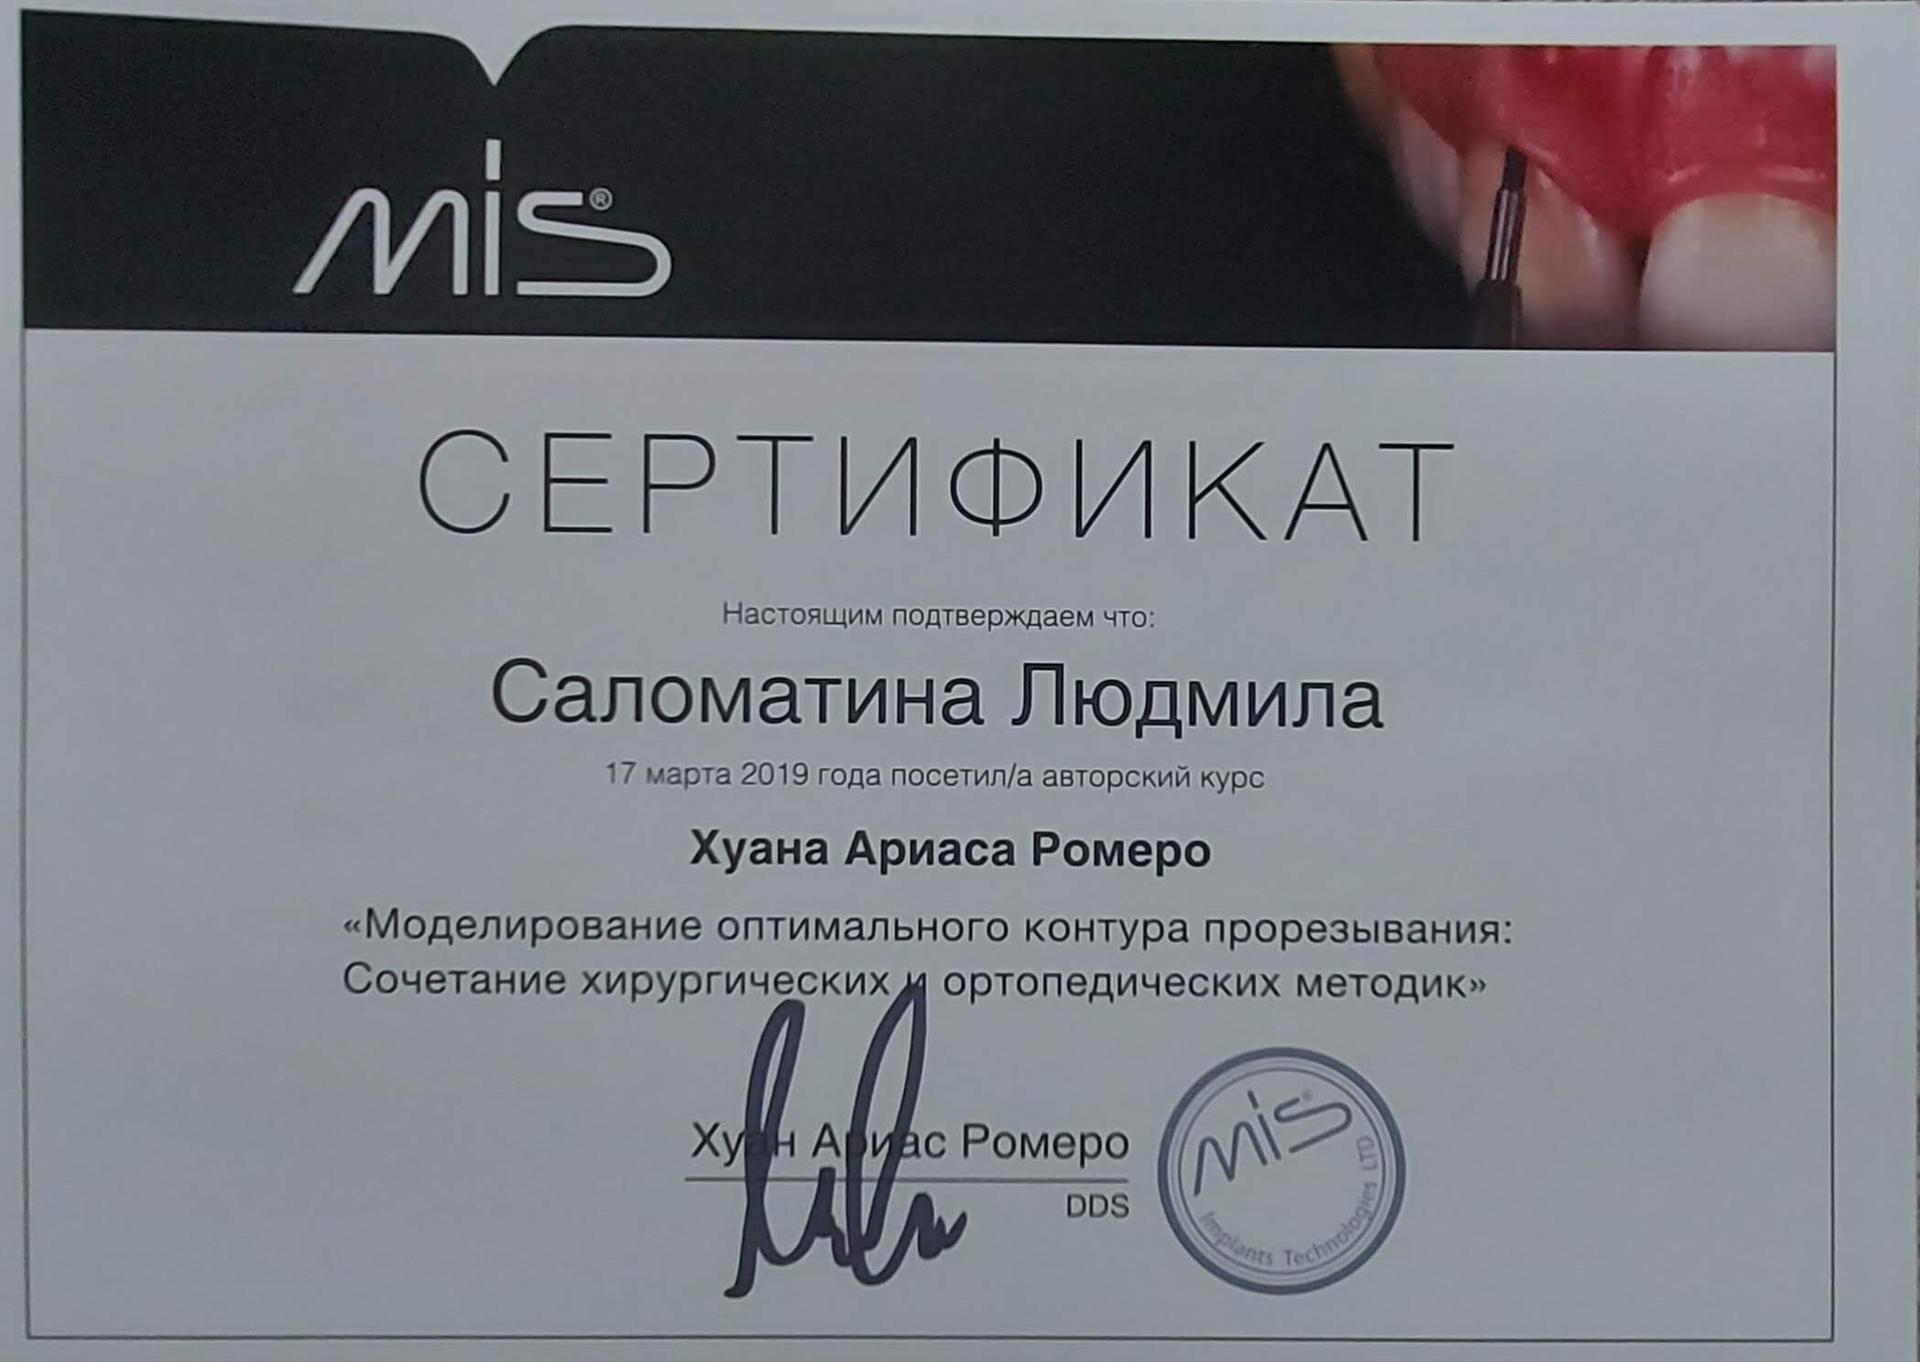 mis®
СЕРТИФИКАТ
Настоящим подтверждаем что:
Саломатина Людмила
17 марта 2019 года посетил/а авторский курс
Хуана Ариаса Ромеро
«Моделирование оптимального контура прорезывания:
Сочетание хирургических и ортопедических методик»
Хуан Ариас Ромеро
DDS
mis®
Implants Technologies LTD